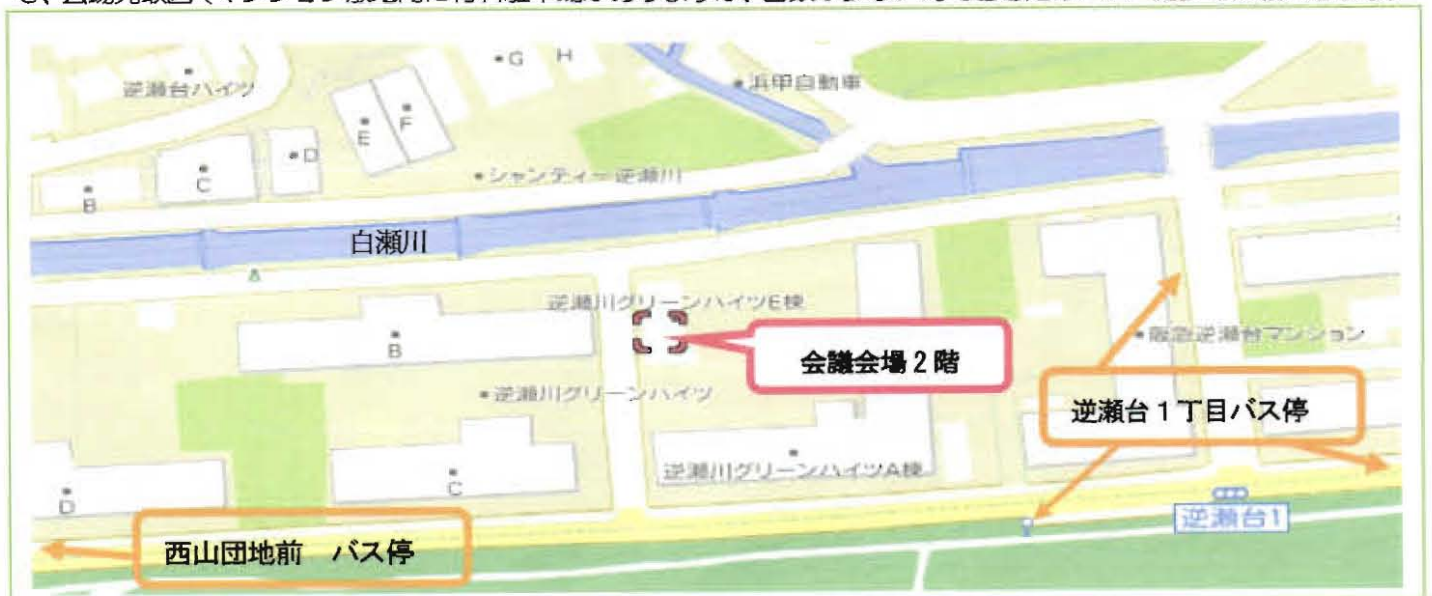 G H
逆瀬台ハイツ
浜甲自動車
F
E
D
C
B
シャンティー逆瀬川
白瀬川
逆瀬川グリーンハイツE棟
B
会議会場2階
阪急逆瀬台マンション
逆瀬川グリーンハイツ
逆瀬台1丁目バス停
逆瀬川グリーンハイツA棟
C
D
逆瀬台1
西山団地前 バス停